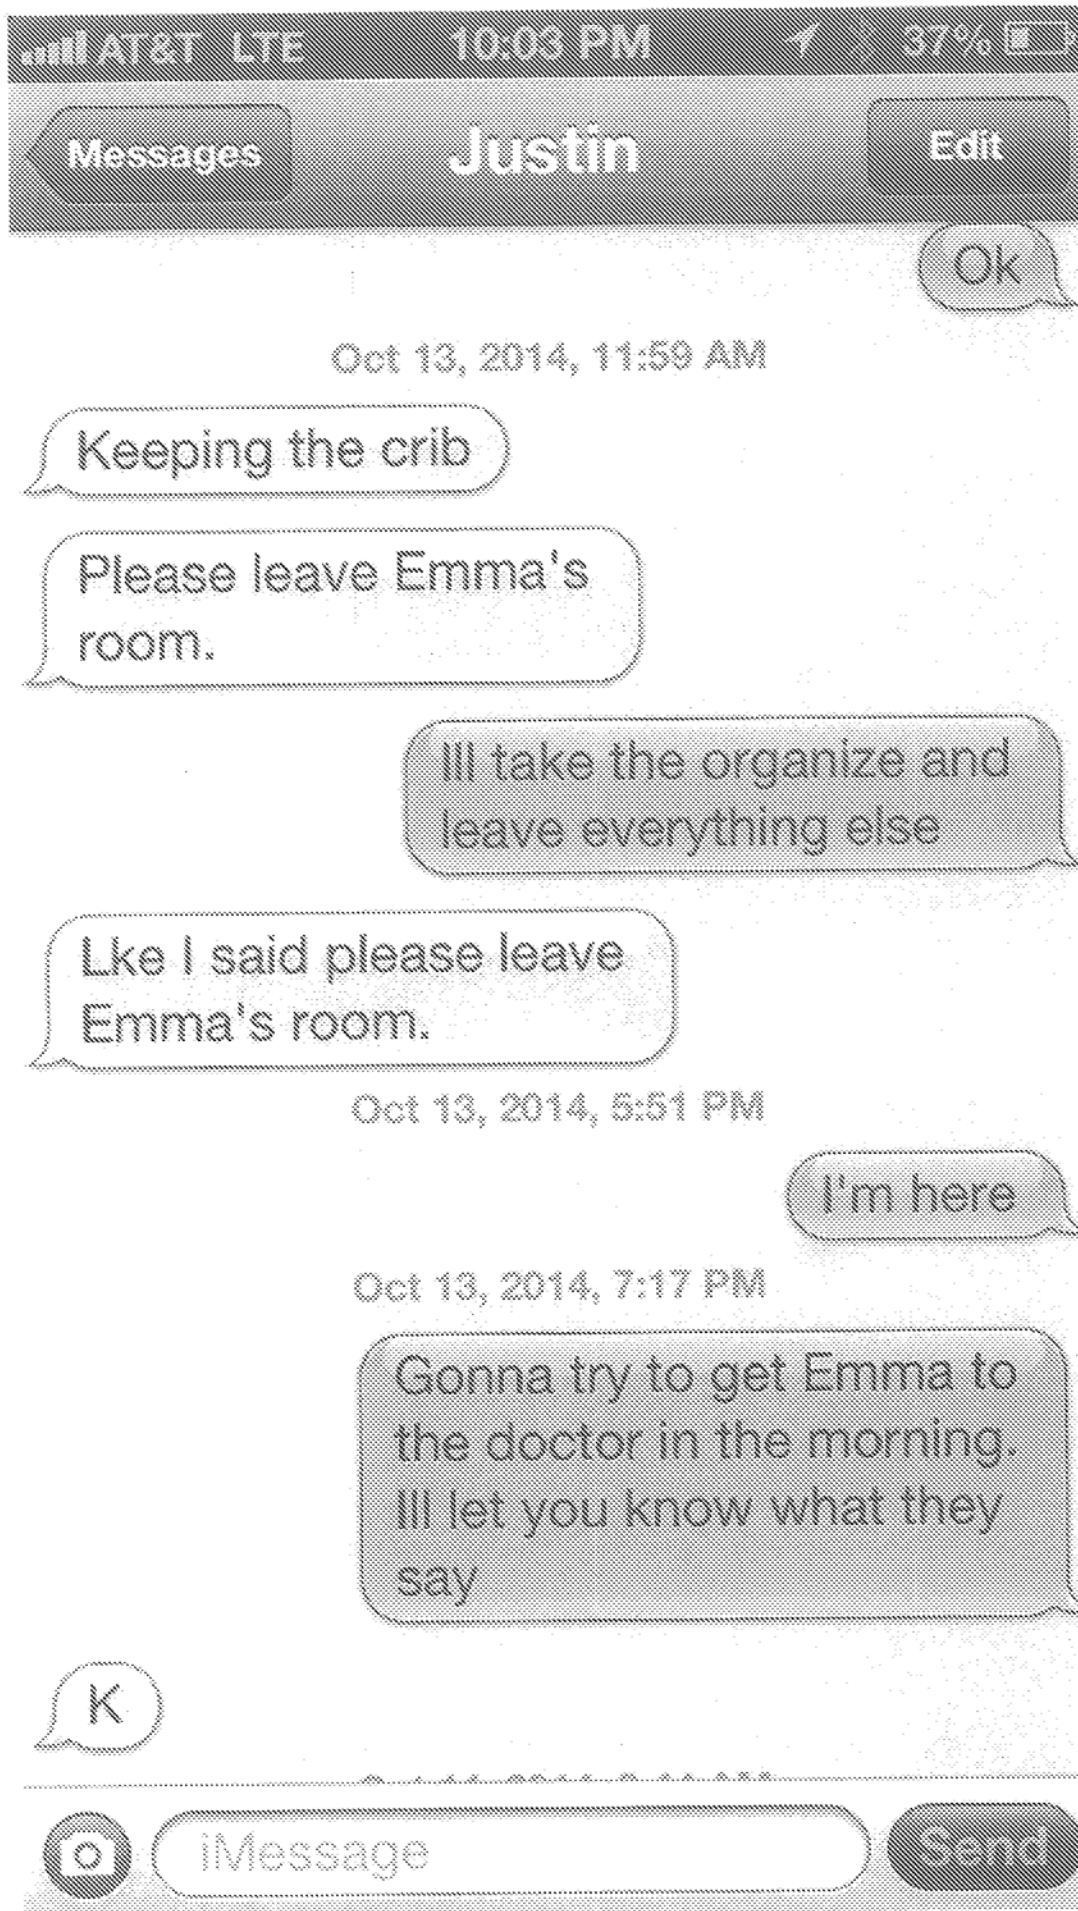 AT&T LTE 10:03 PM 37%
Messages Justin Edit
Ok
Oct 13, 2014, 11:59 AM
Keeping the crib
Please leave Emma's
room.
Ill take the organize and
leave everything else
Lke I said please leave
Emma's room.
Oct 13, 2014, 5:51 PM
I'm here
Oct 13, 2014, 7:17 PM
Gonna try to get Emma to
the doctor in the morning.
Ill let you know what they
say
K
iMessage Send